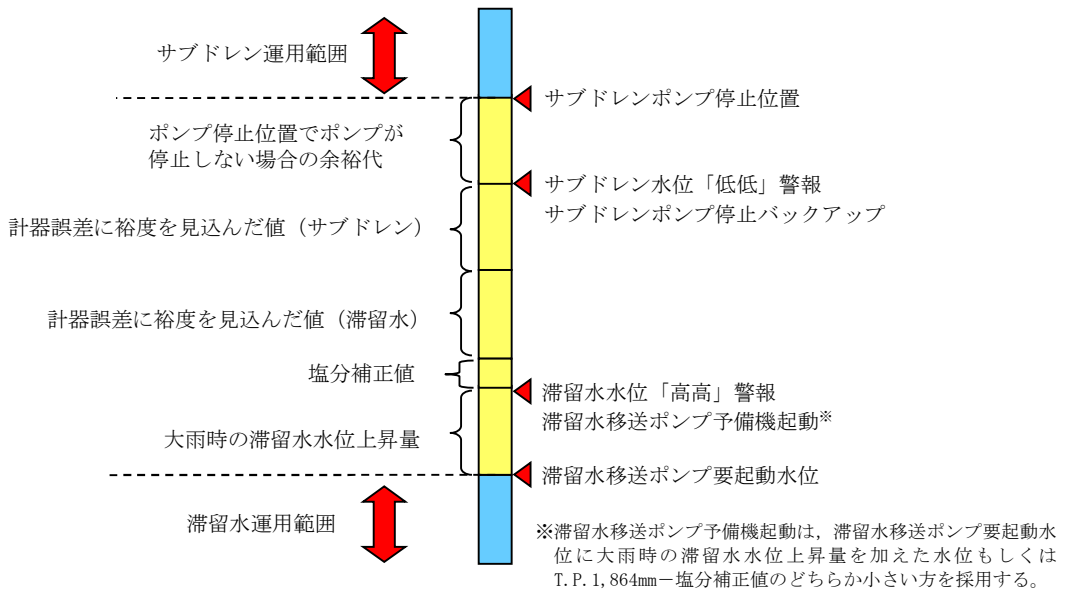 サブドレン運用範囲
サブドレンポンプ停止位置
ポンプ停止位置でポンプが
停止しない場合の余裕代
サブドレン水位「低低」警報
サブドレンポンプ停止バックアップ
計器誤差に裕度を見込んだ値（サブドレン）
計器誤差に裕度を見込んだ値（滞留水）
塩分補正値
滞留水水位「高高」警報
滞留水移送ポンプ予備機起動※
大雨時の滞留水水位上昇量
滞留水移送ポンプ要起動水位
滞留水運用範囲
※滞留水移送ポンプ予備機起動は，滞留水移送ポンプ要起動水
位に大雨時の滞留水水位上昇量を加えた水位もしくは
T.P.1,864mm－塩分補正値のどちらか小さい方を採用する。